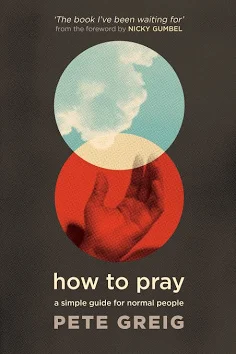 'The book I've been waiting for'
from the foreword by NICKY GUMBEL
how to pray
a simple guide for normal people
PETE GREIG